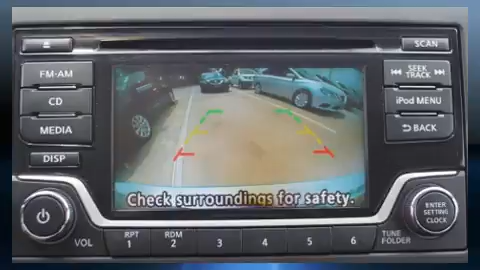 SCAN
FM·AM
SEEK
TRACK
CD
iPod MENU
MEDIA
BACK
DISP
Check surroundings for safety.
ENTER
SETTING
CLOCK
VOL
RPT
1
RDM
2
3
4
5
6
TUNE
FOLDER